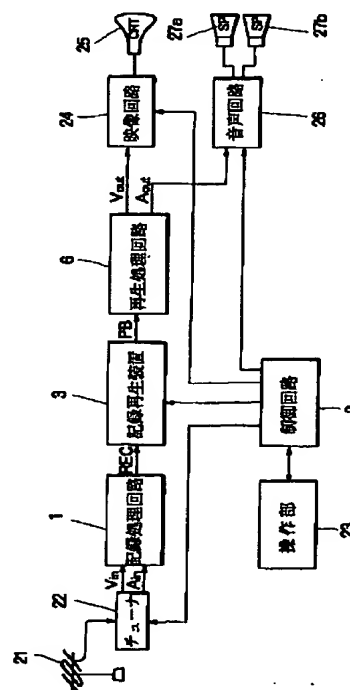 21
22
チューナ
Vin
Ain
1
記録処理回路
REC
3
記録再生装置
PB
6
再生処理回路
Vout
Aout
24
映像回路
25
CRT
26
音声回路
27a
SP
27b
SP
制御回路
9
操作部
23